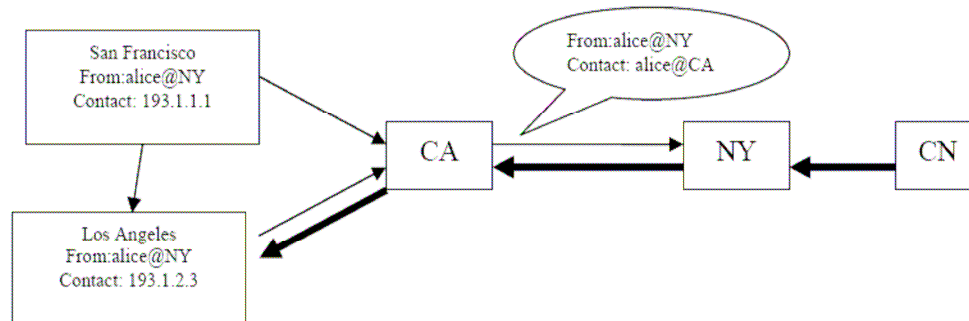 San Francisco
From:alice@NY
Contact: 193.1.1.1
From:alice@NY
Contact: alice@CA
CA
NY
CN
Los Angeles
From:alice@NY
Contact: 193.1.2.3